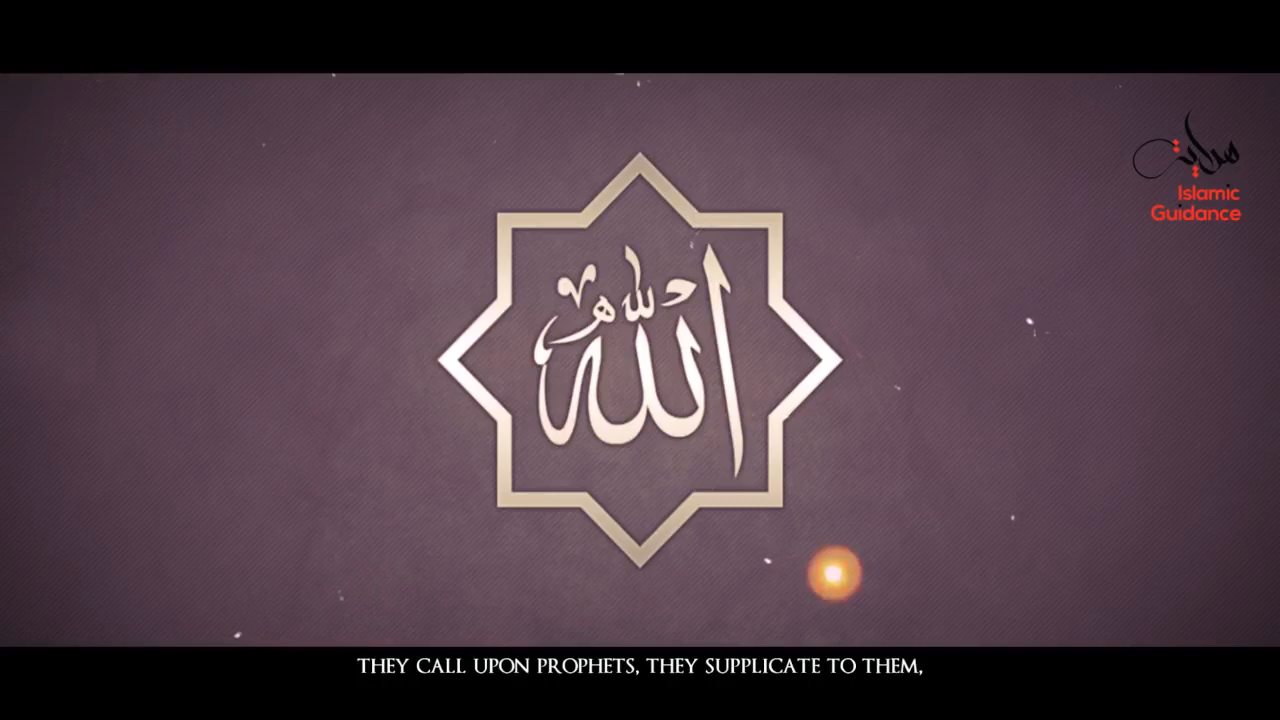 هداية
Islamic
Guidance
الله
THEY CALL UPON PROPHETS, THEY SUPPLICATE TO THEM,